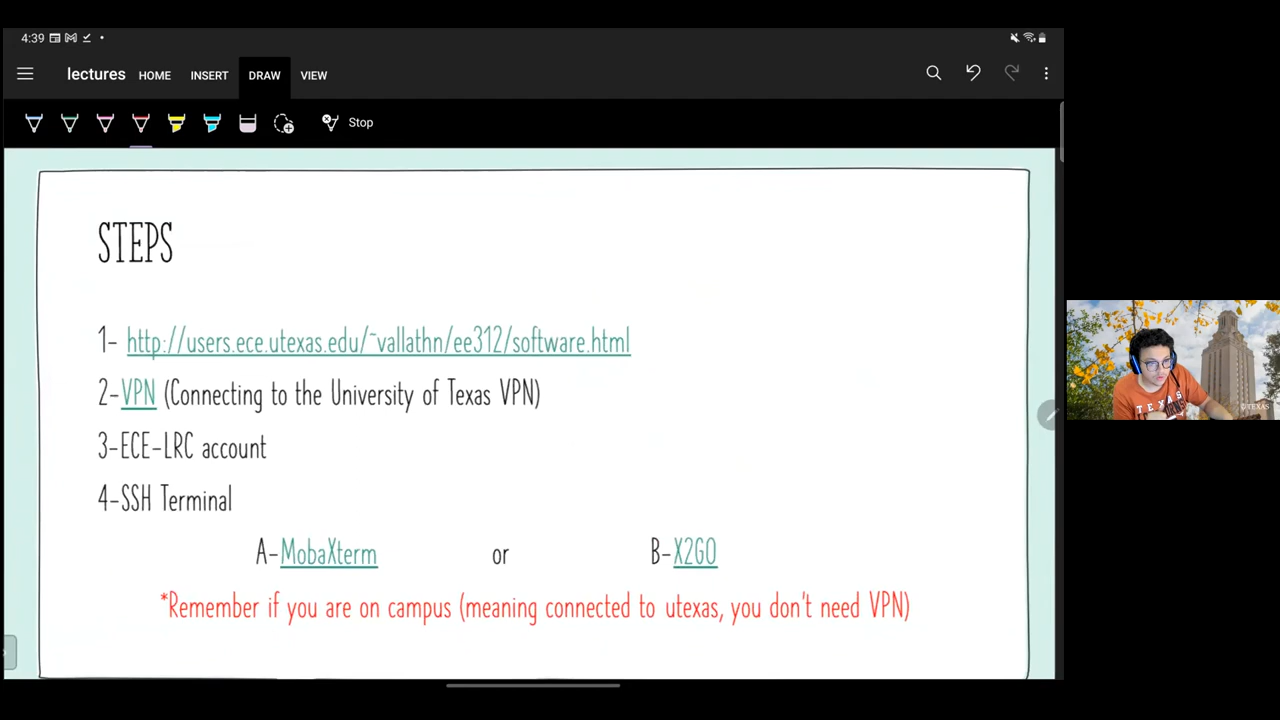 4:39
lectures HOME INSERT DRAW VIEW
Stop
STEPS
1- http://users.ece.utexas.edu/~vallathn/ee312/software.html
2-VPN (Connecting to the University of Texas VPN)
3-ECE-LRC account
4-SSH Terminal
A-MobaXterm or B-X2GO
*Remember if you are on campus (meaning connected to utexas, you don't need VPN)
TEXAS
TEXAS